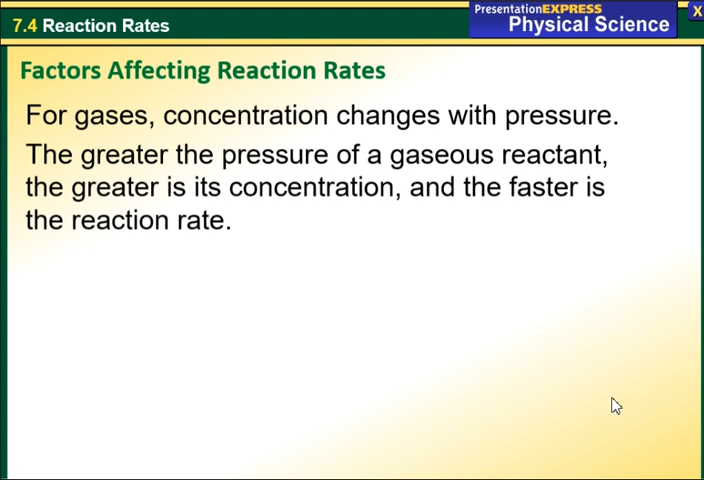 PresentationEXPRESS
X
7.4 Reaction Rates
Physical Science
Factors Affecting Reaction Rates
For gases, concentration changes with pressure.
The greater the pressure of a gaseous reactant,
the greater is its concentration, and the faster is
the reaction rate.